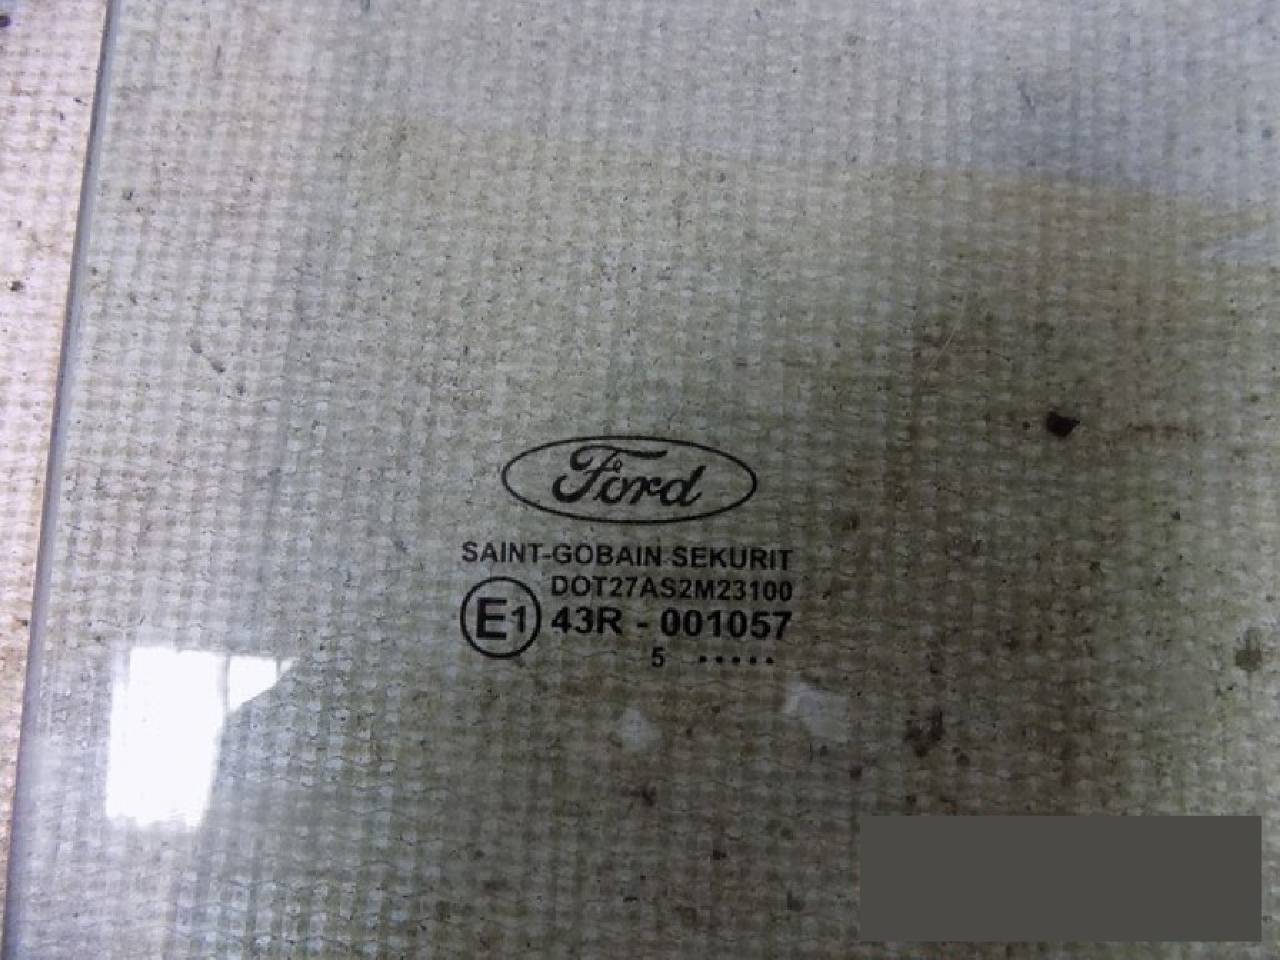 Ford
SAINT-GOBAIN SEKURIT
DOT27AS2M23100
E1 43R - 001057
5 .....